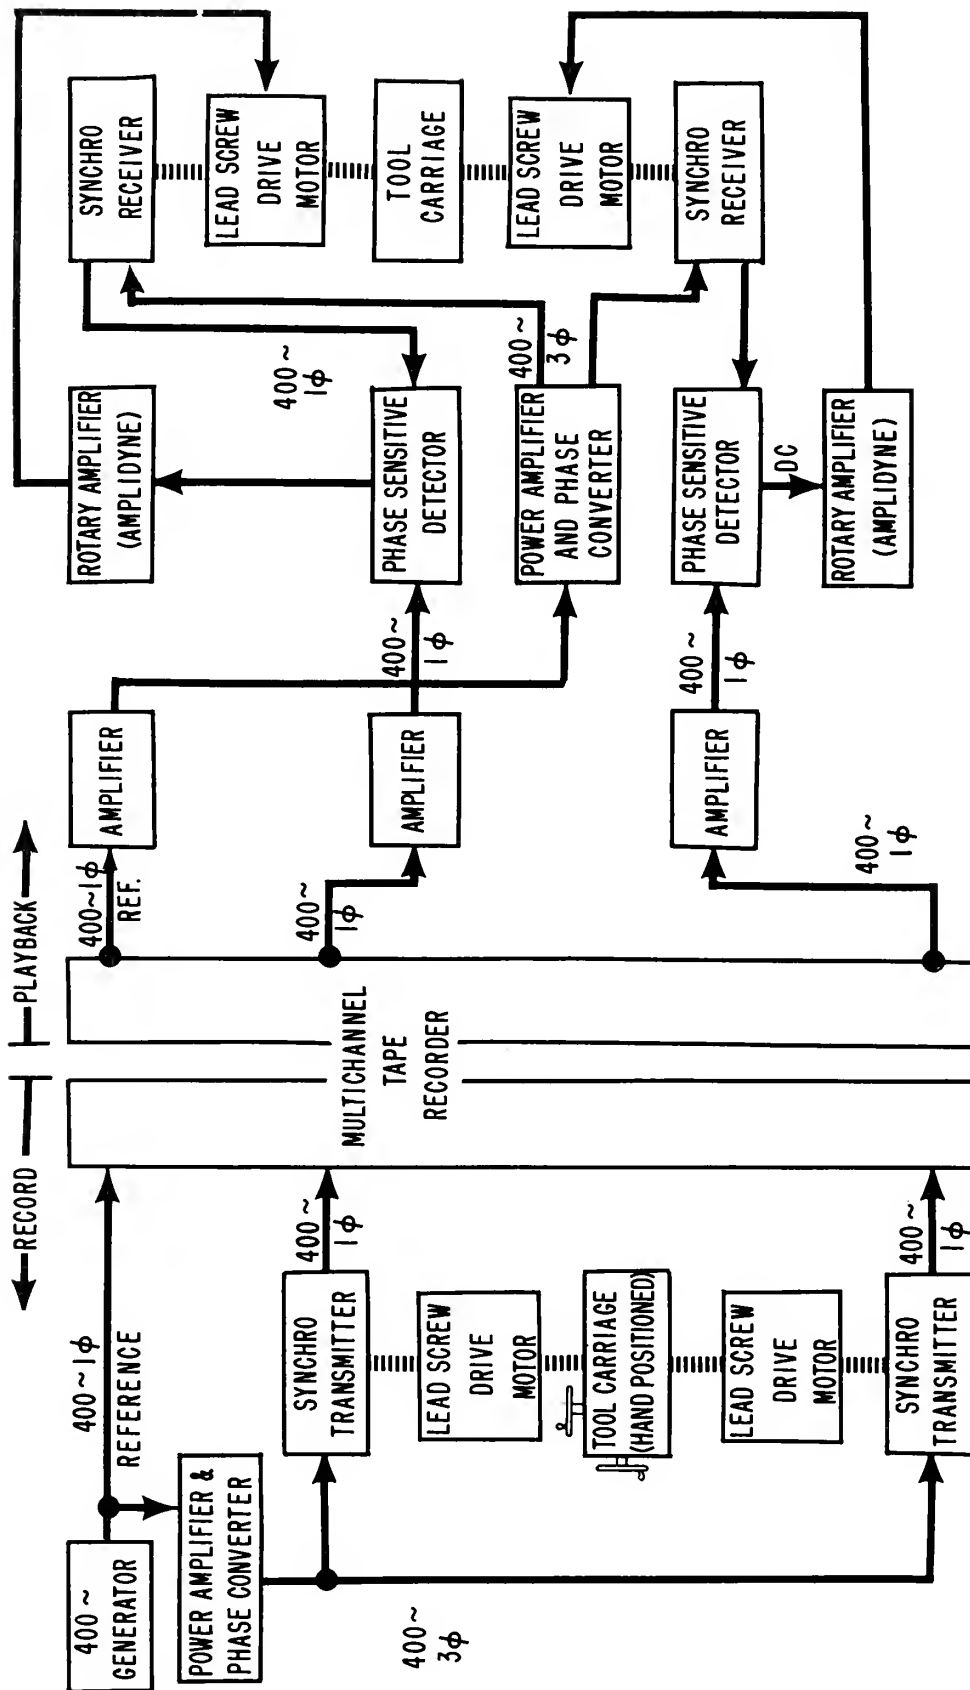 RECORD
PLAYBACK
400~
GENERATOR
400~1ϕ
REFERENCE
POWER AMPLIFIER &
PHASE CONVERTER
400~
3ϕ
SYNCHRO
TRANSMITTER
400~
1ϕ
LEAD SCREW
DRIVE
MOTOR
TOOL CARRIAGE
(HAND POSITIONED)
LEAD SCREW
DRIVE
MOTOR
SYNCHRO
TRANSMITTER
400~
1ϕ
MULTICHANNEL
TAPE
RECORDER
400~1ϕ
REF.
AMPLIFIER
400~
1ϕ
AMPLIFIER
400~
1ϕ
400~
1ϕ
AMPLIFIER
400~
1ϕ
ROTARY AMPLIFIER
(AMPLIDYNE)
400~
1ϕ
PHASE SENSITIVE
DETECTOR
POWER AMPLIFIER
AND PHASE
CONVERTER
400~
3ϕ
PHASE SENSITIVE
DETECTOR
DC
ROTARY AMPLIFIER
(AMPLIDYNE)
SYNCHRO
RECEIVER
LEAD SCREW
DRIVE
MOTOR
TOOL
CARRIAGE
LEAD SCREW
DRIVE
MOTOR
SYNCHRO
RECEIVER